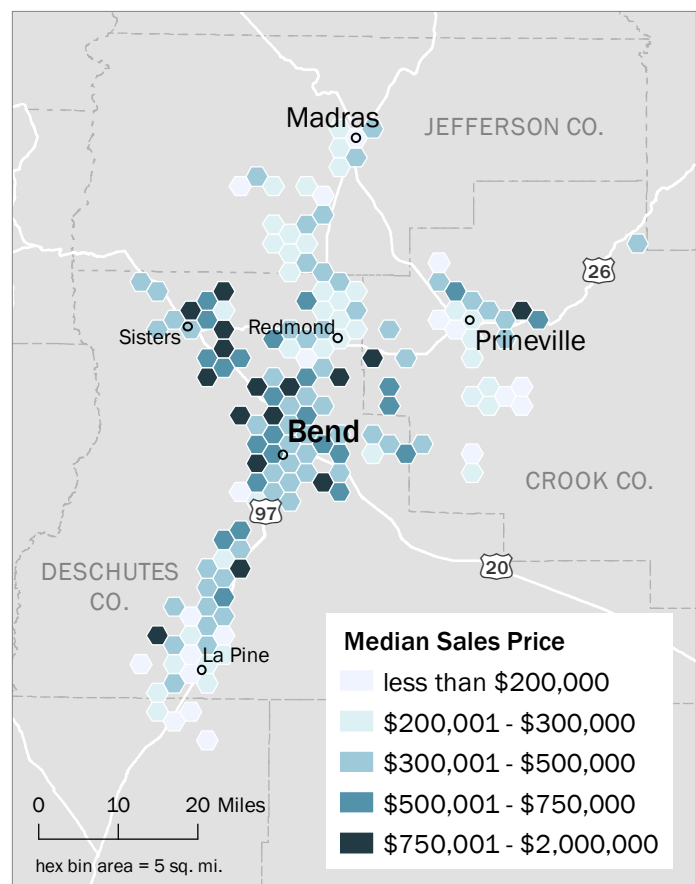 Madras
JEFFERSON CO.
26
Sisters
Redmond
Prineville
Bend
CROOK CO.
97
20
DESCHUTES
CO.
La Pine
Median Sales Price
less than $200,000
$200,001 - $300,000
$300,001 - $500,000
$500,001 - $750,000
$750,001 - $2,000,000
0 10 20 Miles
hex bin area = 5 sq. mi.